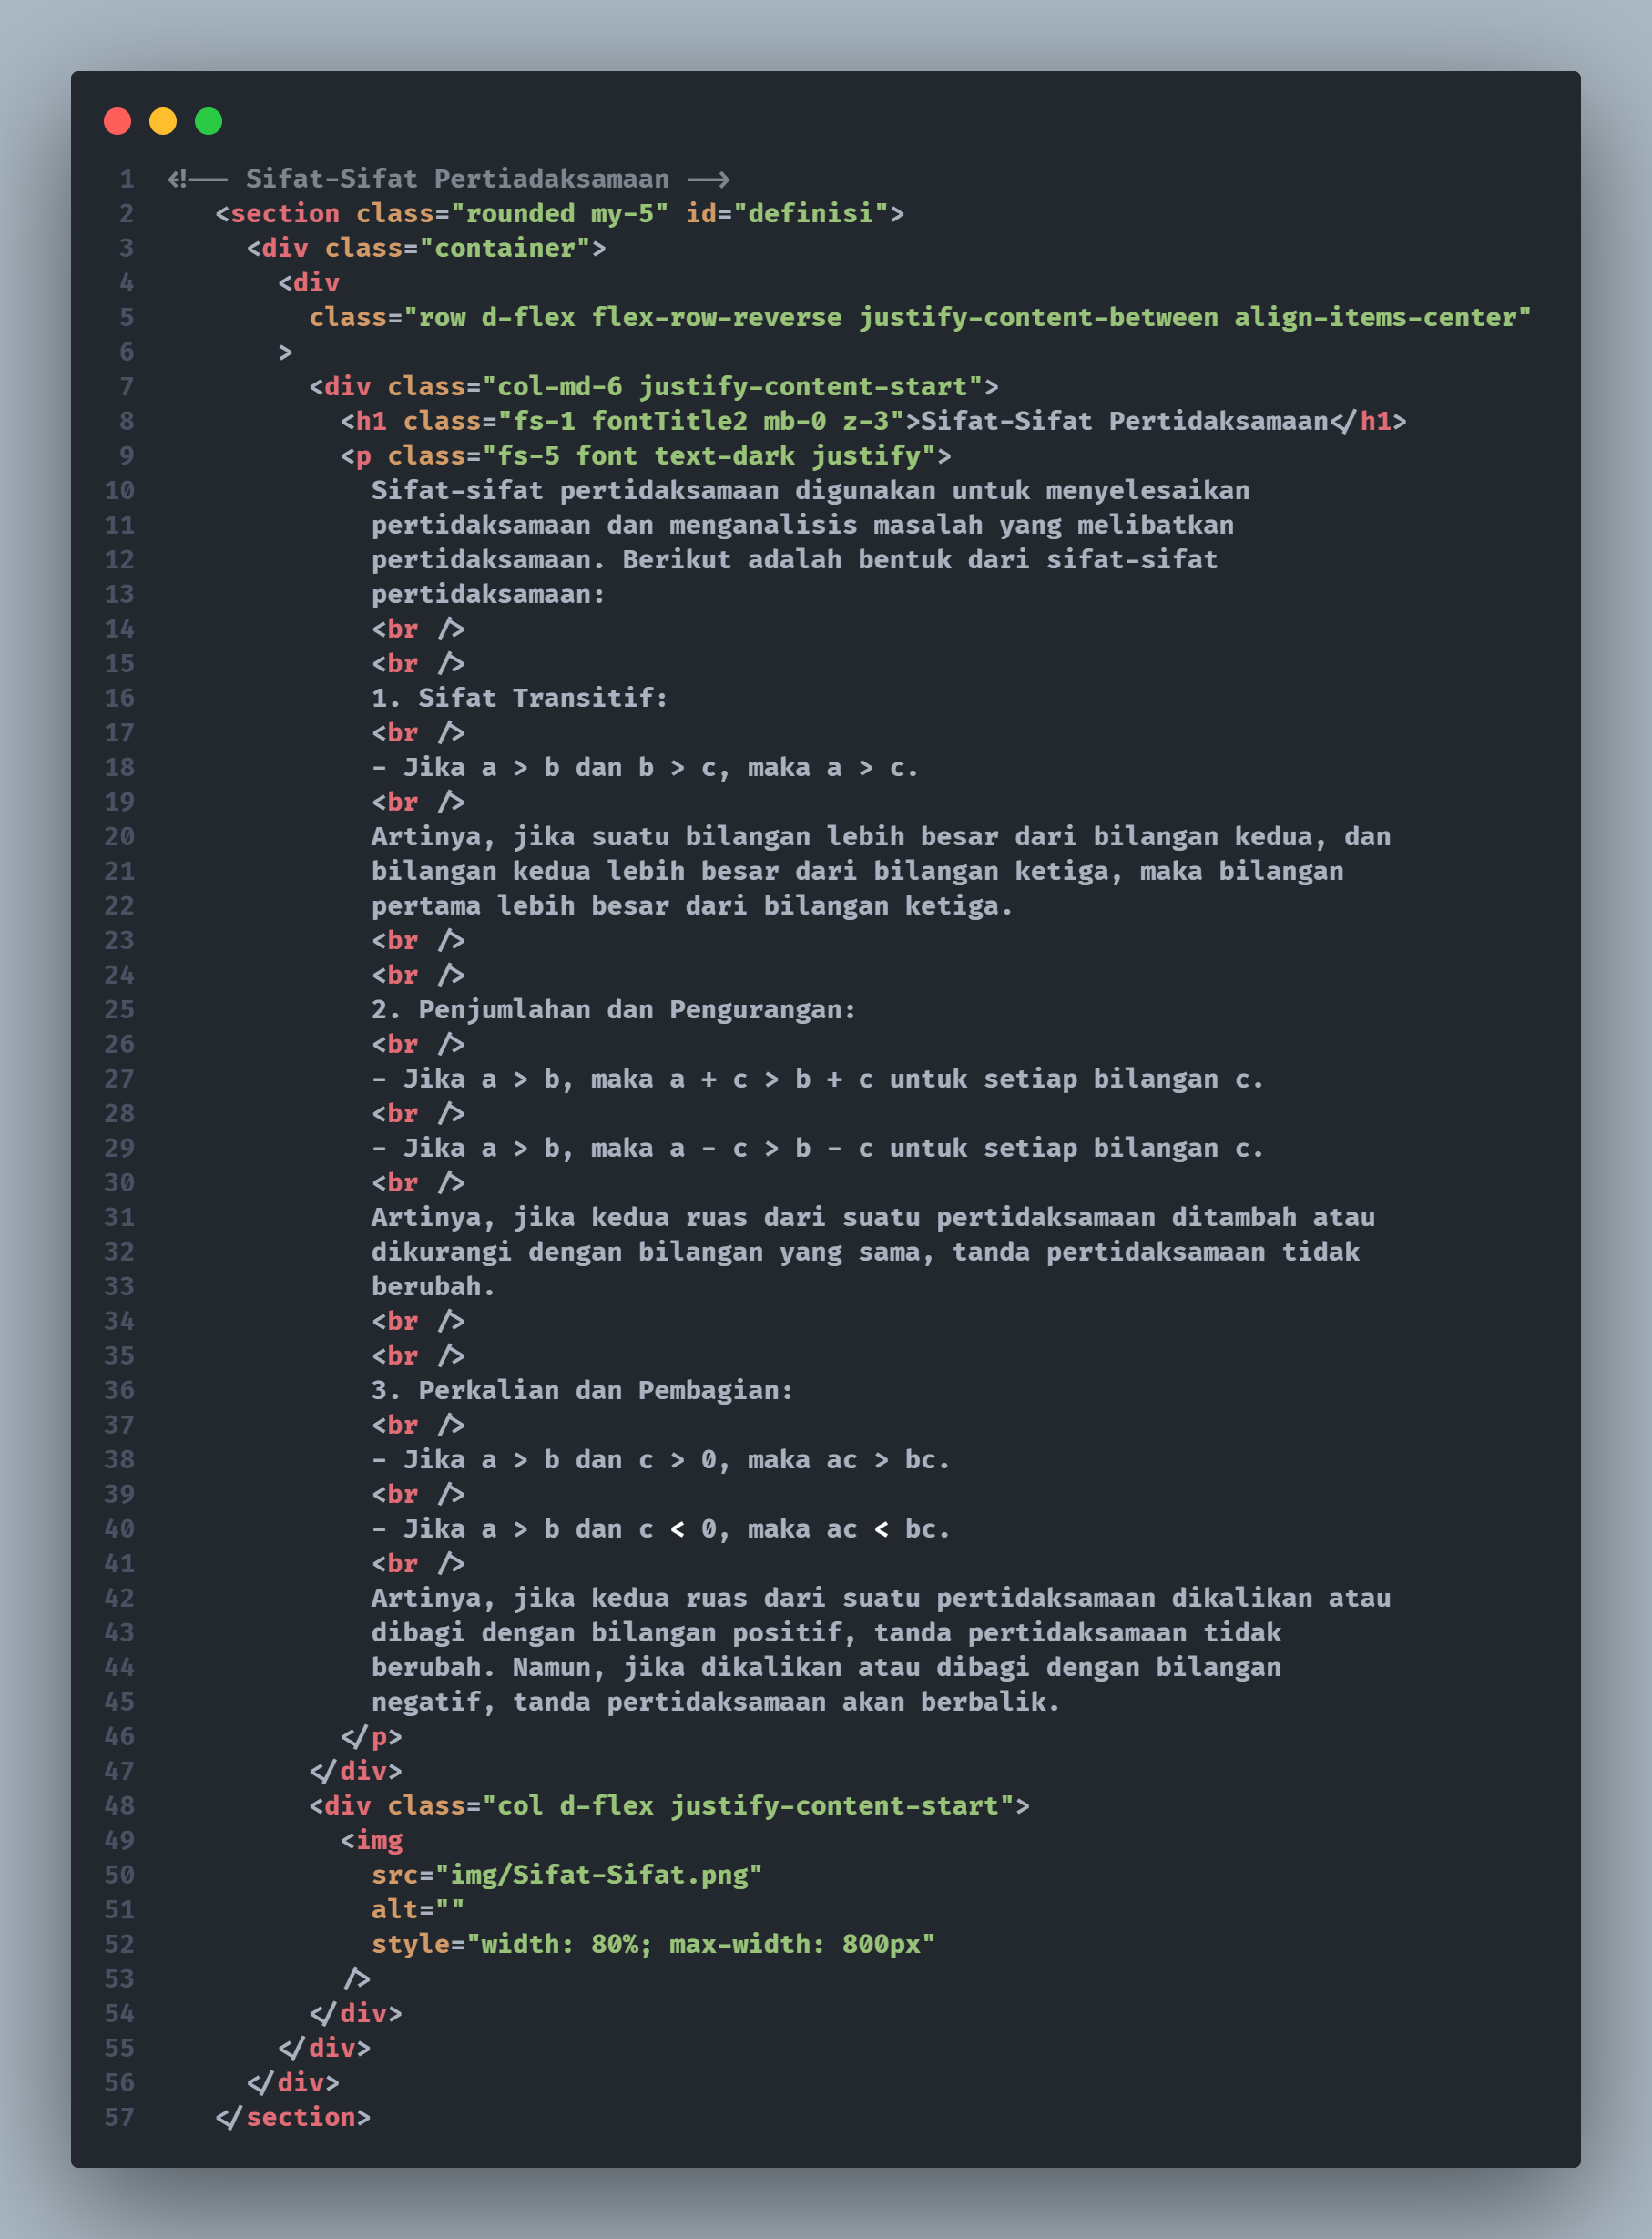 1 <!-- Sifat-Sifat Pertiadaksamaan -->
2    <section class="rounded my-5" id="definisi">
3      <div class="container">
4        <div
5          class="row d-flex flex-row-reverse justify-content-between align-items-center"
6        >
7          <div class="col-md-6 justify-content-start">
8            <h1 class="fs-1 fontTitle2 mb-0 z-3">Sifat-Sifat Pertidaksamaan</h1>
9            <p class="fs-5 font text-dark justify">
10              Sifat-sifat pertidaksamaan digunakan untuk menyelesaikan
11              pertidaksamaan dan menganalisis masalah yang melibatkan
12              pertidaksamaan. Berikut adalah bentuk dari sifat-sifat
13              pertidaksamaan:
14              <br />
15              <br />
16              1. Sifat Transitif:
17              <br />
18              - Jika a > b dan b > c, maka a > c.
19              <br />
20              Artinya, jika suatu bilangan lebih besar dari bilangan kedua, dan
21              bilangan kedua lebih besar dari bilangan ketiga, maka bilangan
22              pertama lebih besar dari bilangan ketiga.
23              <br />
24              <br />
25              2. Penjumlahan dan Pengurangan:
26              <br />
27              - Jika a > b, maka a + c > b + c untuk setiap bilangan c.
28              <br />
29              - Jika a > b, maka a - c > b - c untuk setiap bilangan c.
30              <br />
31              Artinya, jika kedua ruas dari suatu pertidaksamaan ditambah atau
32              dikurangi dengan bilangan yang sama, tanda pertidaksamaan tidak
33              berubah.
34              <br />
35              <br />
36              3. Perkalian dan Pembagian:
37              <br />
38              - Jika a > b dan c > 0, maka ac > bc.
39              <br />
40              - Jika a > b dan c < 0, maka ac < bc.
41              <br />
42              Artinya, jika kedua ruas dari suatu pertidaksamaan dikalikan atau
43              dibagi dengan bilangan positif, tanda pertidaksamaan tidak
44              berubah. Namun, jika dikalikan atau dibagi dengan bilangan
45              negatif, tanda pertidaksamaan akan berbalik.
46            </p>
47          </div>
48          <div class="col d-flex justify-content-start">
49            <img
50              src="img/Sifat-Sifat.png"
51              alt=""
52              style="width: 80%; max-width: 800px"
53            />
54          </div>
55        </div>
56      </div>
57    </section>